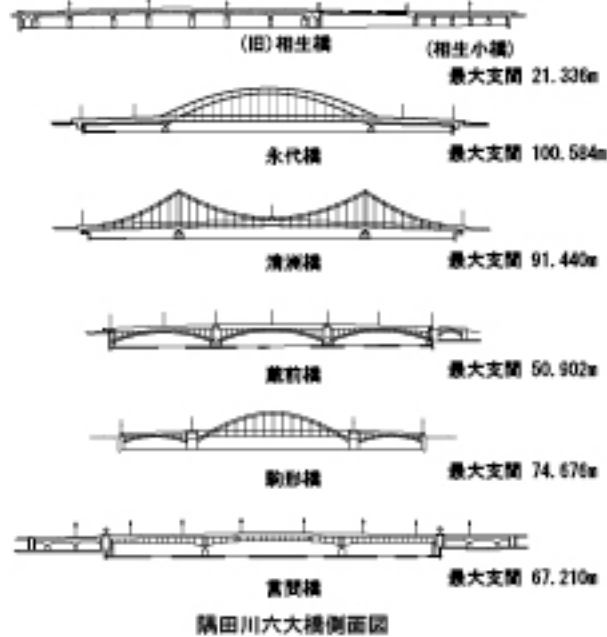 (旧)相生橋
(相生小橋)
最大支間 21.336m
永代橋
最大支間 100.584m
清洲橋
最大支間 91.440m
蔵前橋
最大支間 50.902m
駒形橋
最大支間 74.676m
言問橋
最大支間 67.210m
隅田川六大橋側面図